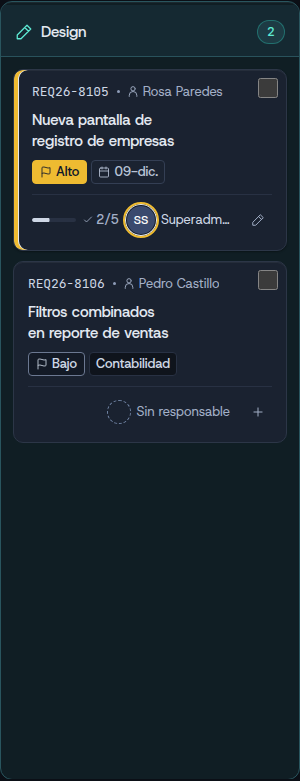 Design
2
REQ26-8105 • Rosa Paredes
Nueva pantalla de
registro de empresas
Alto
09-dic.
2/5
SS
Superadm…
REQ26-8106 • Pedro Castillo
Filtros combinados
en reporte de ventas
Bajo
Contabilidad
Sin responsable